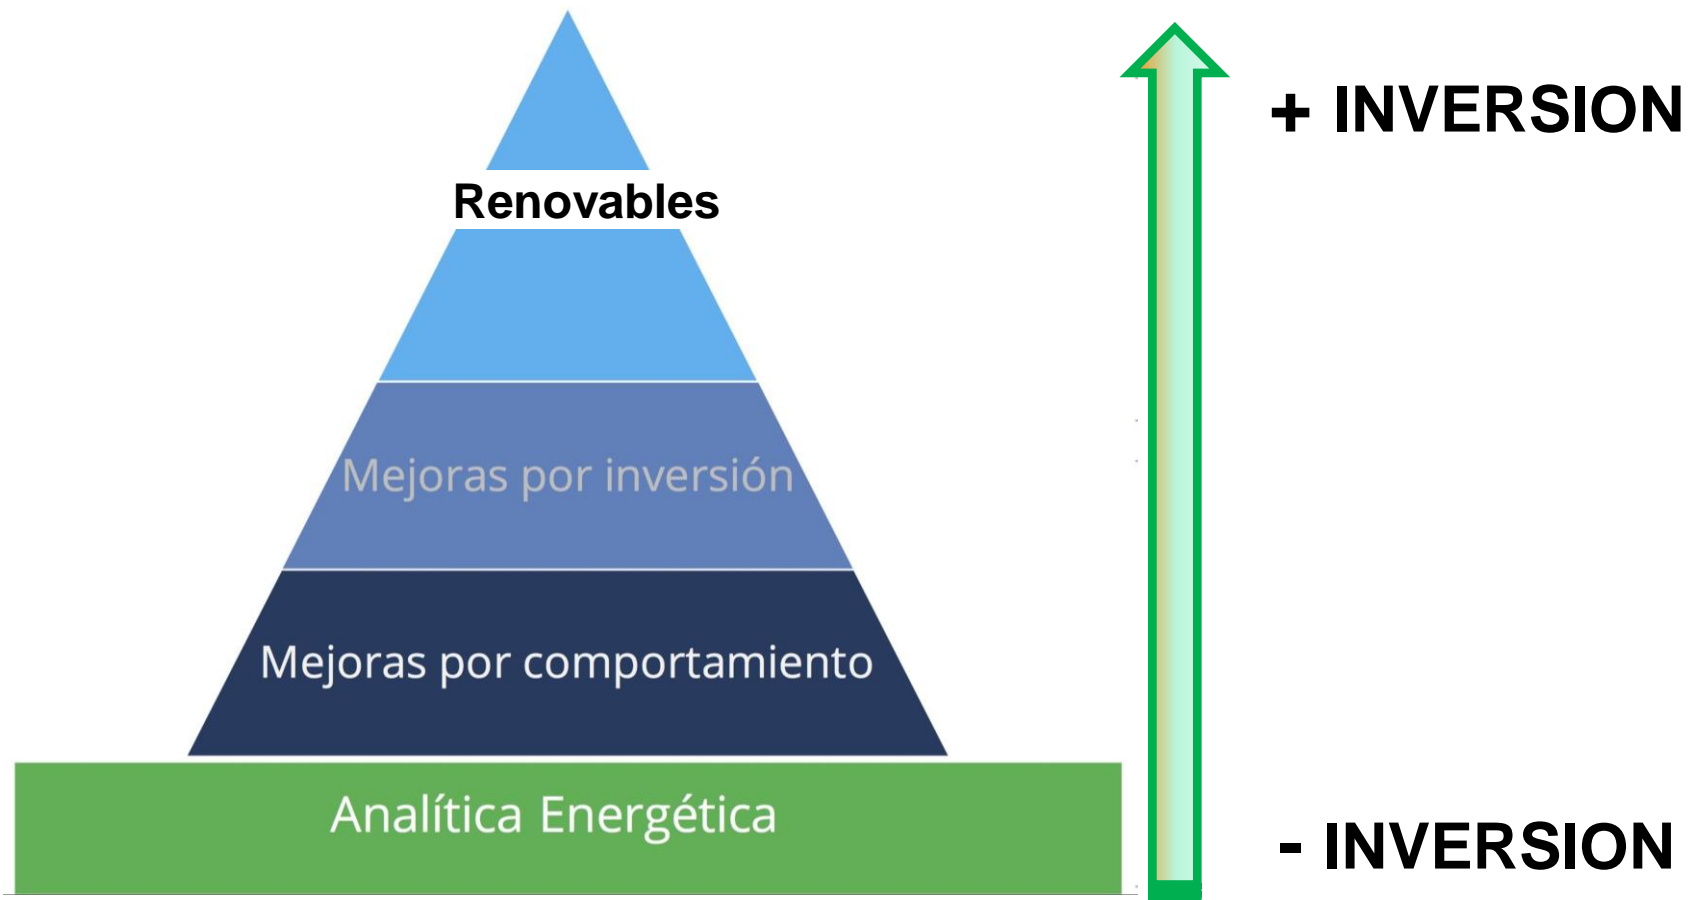 + INVERSION
Renovables
Mejoras por inversión
Mejoras por comportamiento
Analítica Energética
- INVERSION